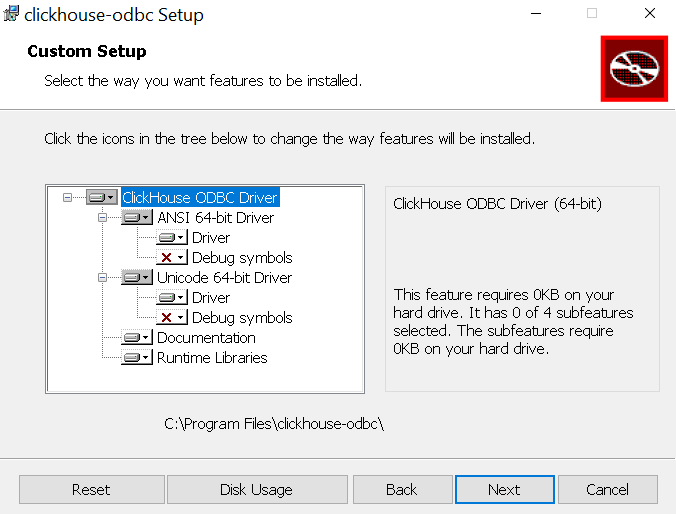 clickhouse-odbc Setup
Custom Setup
Select the way you want features to be installed.
Click the icons in the tree below to change the way features will be installed.
ClickHouse ODBC Driver
ANSI 64-bit Driver
Driver
Debug symbols
Unicode 64-bit Driver
Driver
Debug symbols
Documentation
Runtime Libraries
ClickHouse ODBC Driver (64-bit)
This feature requires 0KB on your
hard drive. It has 0 of 4 subfeatures
selected. The subfeatures require
0KB on your hard drive.
C:\Program Files\clickhouse-odbc\
Reset
Disk Usage
Back
Next
Cancel